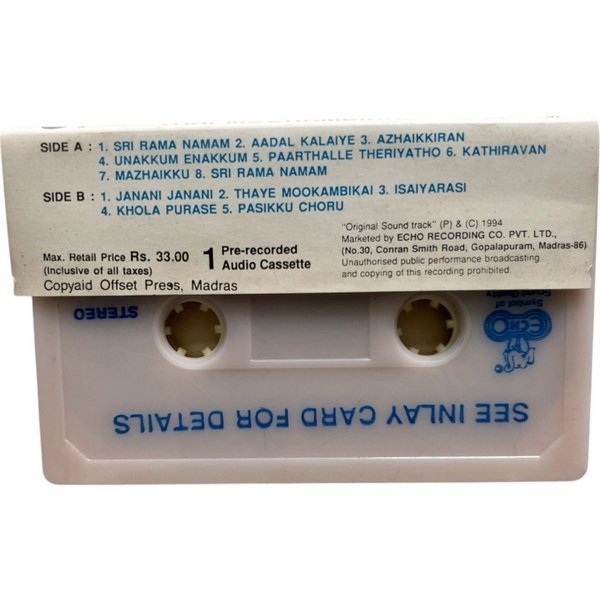 SIDE A : 1. SRI RAMA NAMAM 2. AADAL KALAIYE 3. AZHAIKKIRAN
4. UNAKKUM ENAKKUM 5. PAARTHALLE THERIYATHO 6. KATHIRAVAN
7. MAZHAIKKU 8. SRI RAMA NAMAM
SIDE B : 1. JANANI JANANI 2. THAYE MOOKAMBIKAI 3. ISAIYARASI
4. KHOLA PURASE 5. PASIKKU CHORU
"Original Sound track" (P) & (C) 1994
Marketed by ECHO RECORDING CO. PVT. LTD.,
(No.30, Conran Smith Road, Gopalapuram, Madras-86)
Unauthorised public performance broadcasting
and copying of this recording prohibited.
Max. Retail Price Rs. 33.00
(Inclusive of all taxes)
1 Pre-recorded
Audio Cassette
Copyaid Offset Press, Madras
STEREO
Symbol of
Sound Quality
ECHO
SEE INLAY CARD FOR DETAILS